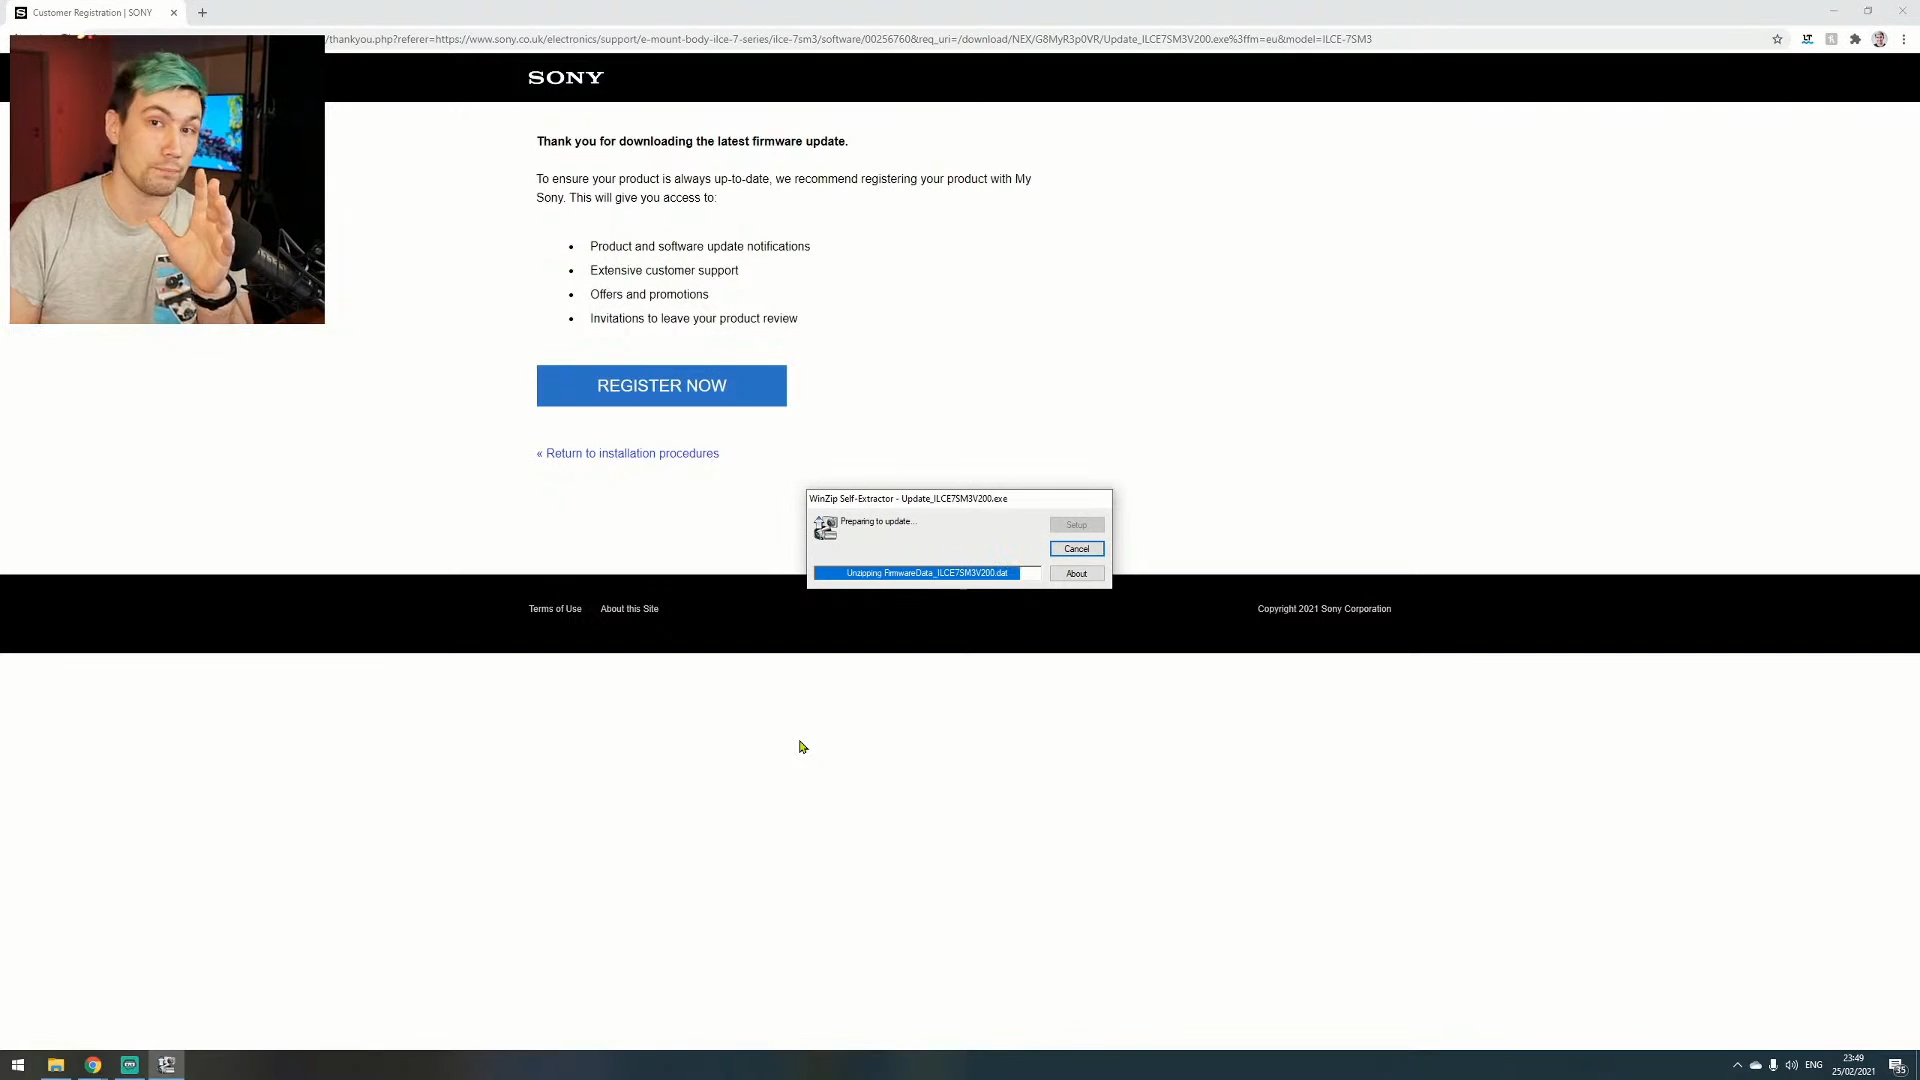 Customer Registration | SONY
/thankyou.php?referer=https://www.sony.co.uk/electronics/support/e-mount-body-ilce-7-series/ilce-7sm3/software/00256760&req_uri=/download/NEX/G8MyR3p0VR/Update_ILCE7SM3V200.exe%3ffm=eu&model=ILCE-7SM3
SONY
Thank you for downloading the latest firmware update.
To ensure your product is always up-to-date, we recommend registering your product with My
Sony. This will give you access to:
• Product and software update notifications
• Extensive customer support
• Offers and promotions
• Invitations to leave your product review
REGISTER NOW
« Return to installation procedures
WinZip Self-Extractor - Update_ILCE7SM3V200.exe
Preparing to update...
Setup
Cancel
Unzipping FirmwareData_ILCE7SM3V200.dat
About
Terms of Use
About this Site
Copyright 2021 Sony Corporation
ENG
23:49
25/02/2021
35